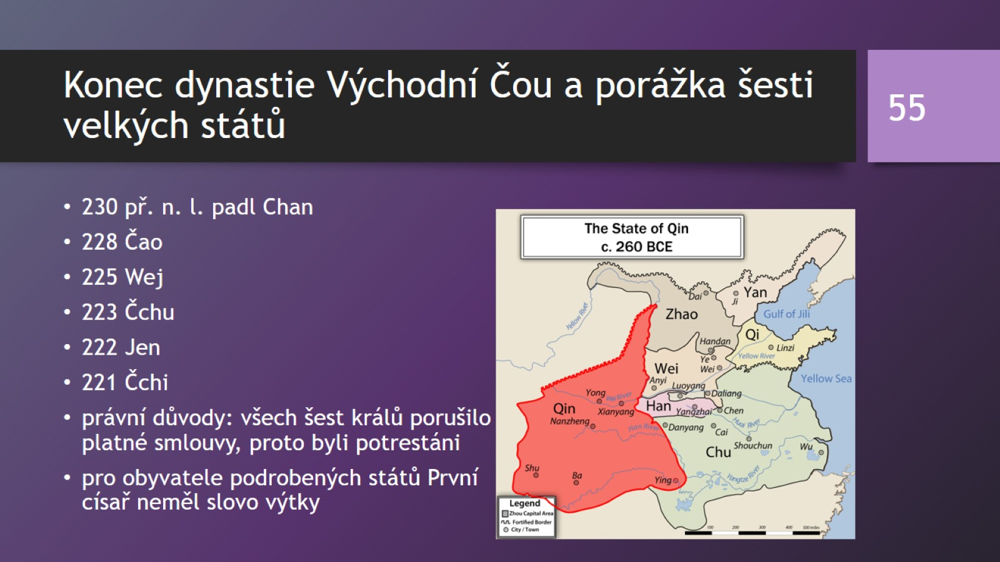 Konec dynastie Východní Čou a porážka šesti
velkých států
55
• 230 př. n. l. padl Chan
• 228 Čao
• 225 Wej
• 223 Čchu
• 222 Jen
• 221 Čchi
• právní důvody: všech šest králů porušilo
platné smlouvy, proto byli potrestáni
• pro obyvatele podrobených států První
císař neměl slovo výtky
The State of Qin
c. 260 BCE
Dai
Ji
Yan
Yellow River
Zhao
Gulf of Jili
Qi
Linzi
Handan
Ye
Yellow River
Wei
Wei
Anyi
Yellow Sea
Luoyang
Daliang
Yong
Wei River
Qin
Xianyang
Han
Yangzhai
Chen
Nanzheng
Han River
Danyang
Cai
Huai River
Shouchun
Chu
Wu
Shu
Ba
Ying
Yangtze River
Legend
Zhou Capital Area
Fortified Border
City / Town
100 200 300 400 500 miles